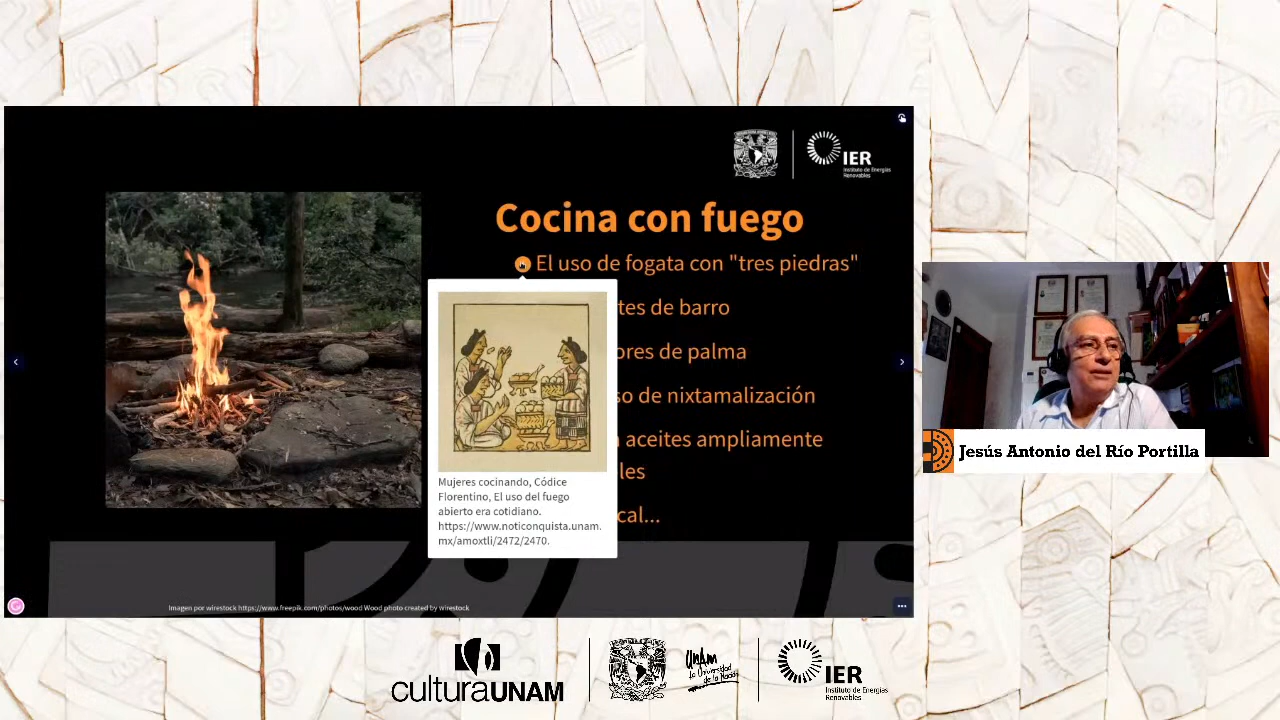 IER
Instituto de Energías
Renovables
Cocina con fuego
El uso de fogata con "tres piedras"
tes de barro
ores de palma
so de nixtamalización
aceites ampliamente
les
cal...
Mujeres cocinando, Códice
Florentino, El uso del fuego
abierto era cotidiano.
https://www.noticonquista.unam.
mx/amoxtli/2472/2470.
Imagen por wirestock https://www.freepik.com/photos/wood Wood photo created by wirestock
Jesús Antonio del Río Portilla
culturaUNAM
UNAM
La Universidad
de la Nación
IER
Instituto de Energías
Renovables